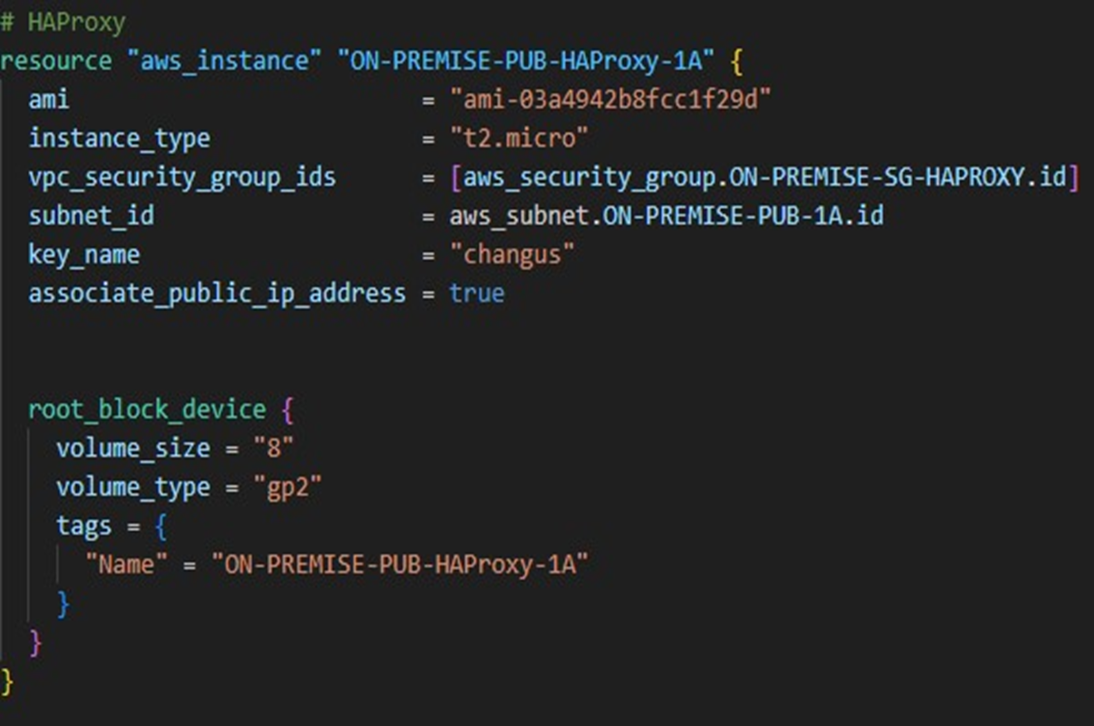 # HAProxy
resource "aws_instance" "ON-PREMISE-PUB-HAProxy-1A" {
  ami                         = "ami-03a4942b8fcc1f29d"
  instance_type               = "t2.micro"
  vpc_security_group_ids      = [aws_security_group.ON-PREMISE-SG-HAPROXY.id]
  subnet_id                   = aws_subnet.ON-PREMISE-PUB-1A.id
  key_name                    = "changus"
  associate_public_ip_address = true
  root_block_device {
    volume_size = "8"
    volume_type = "gp2"
    tags = {
      "Name" = "ON-PREMISE-PUB-HAProxy-1A"
    }
  }
}